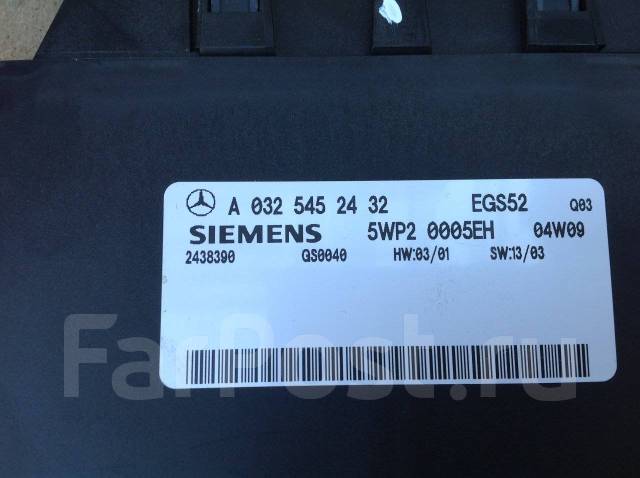 A 032 545 24 32 EGS52 Q03
SIEMENS 5WP2 0005EH 04W09
2438390 QS0040 HW:03/01 SW:13/03
FarPost.ru